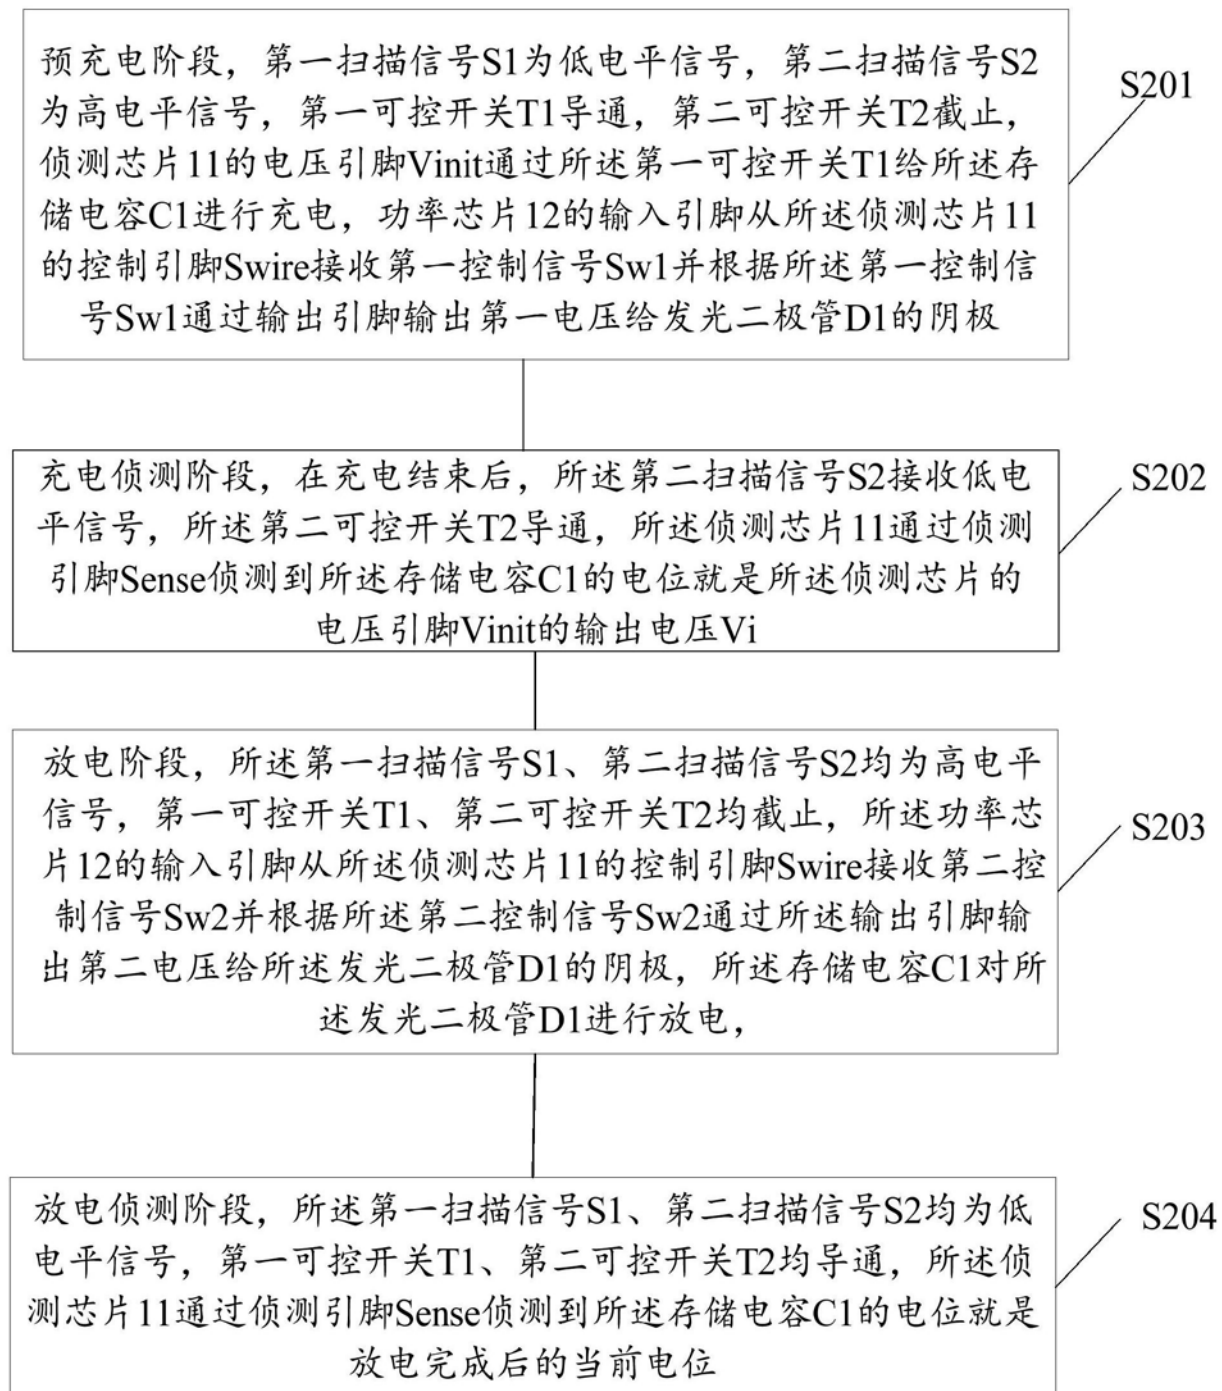 预充电阶段，第一扫描信号S1为低电平信号，第二扫描信号S2
为高电平信号，第一可控开关T1导通，第二可控开关T2截止，
侦测芯片11的电压引脚Vinit通过所述第一可控开关T1给所述存
储电容C1进行充电，功率芯片12的输入引脚从所述侦测芯片11
的控制引脚Swire接收第一控制信号Sw1并根据所述第一控制信
号Sw1通过输出引脚输出第一电压给发光二极管D1的阴极
S201
充电侦测阶段，在充电结束后，所述第二扫描信号S2接收低电
平信号，所述第二可控开关T2导通，所述侦测芯片11通过侦测
引脚Sense侦测到所述存储电容C1的电位就是所述侦测芯片的
电压引脚Vinit的输出电压Vi
S202
放电阶段，所述第一扫描信号S1、第二扫描信号S2均为高电平
信号，第一可控开关T1、第二可控开关T2均截止，所述功率芯
片12的输入引脚从所述侦测芯片11的控制引脚Swire接收第二控
制信号Sw2并根据所述第二控制信号Sw2通过所述输出引脚输
出第二电压给所述发光二极管D1的阴极，所述存储电容C1对所
述发光二极管D1进行放电，
S203
放电侦测阶段，所述第一扫描信号S1、第二扫描信号S2均为低
电平信号，第一可控开关T1、第二可控开关T2均导通，所述侦
测芯片11通过侦测引脚Sense侦测到所述存储电容C1的电位就是
放电完成后的当前电位
S204